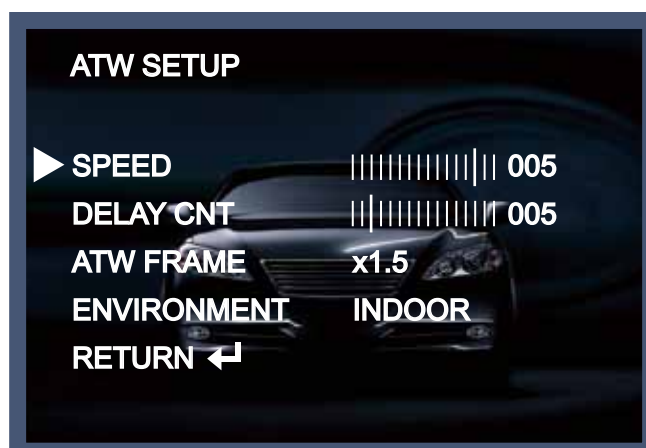 ATW SETUP
SPEED 005
DELAY CNT 005
ATW FRAME x1.5
ENVIRONMENT INDOOR
RETURN